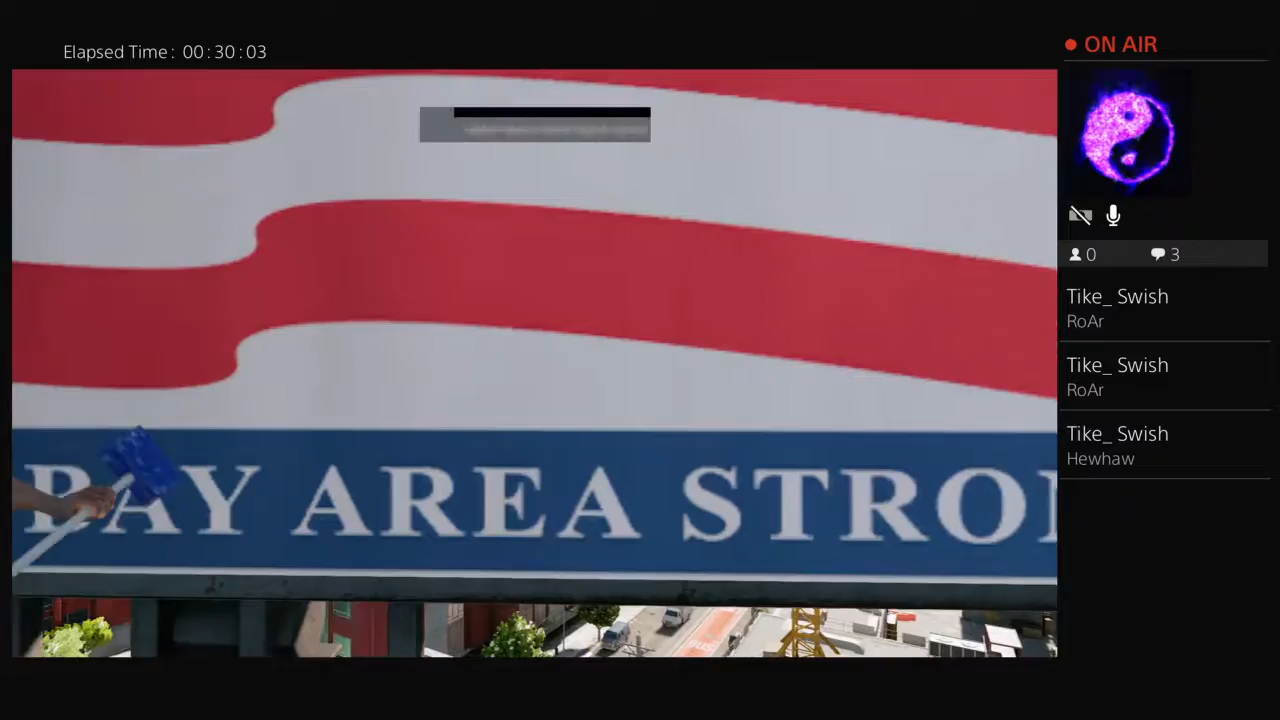 Elapsed Time: 00:30:03
ON AIR
0 3
Tike_ Swish
RoAr
Tike_ Swish
RoAr
Tike_ Swish
Hewhaw
PAY AREA STRO